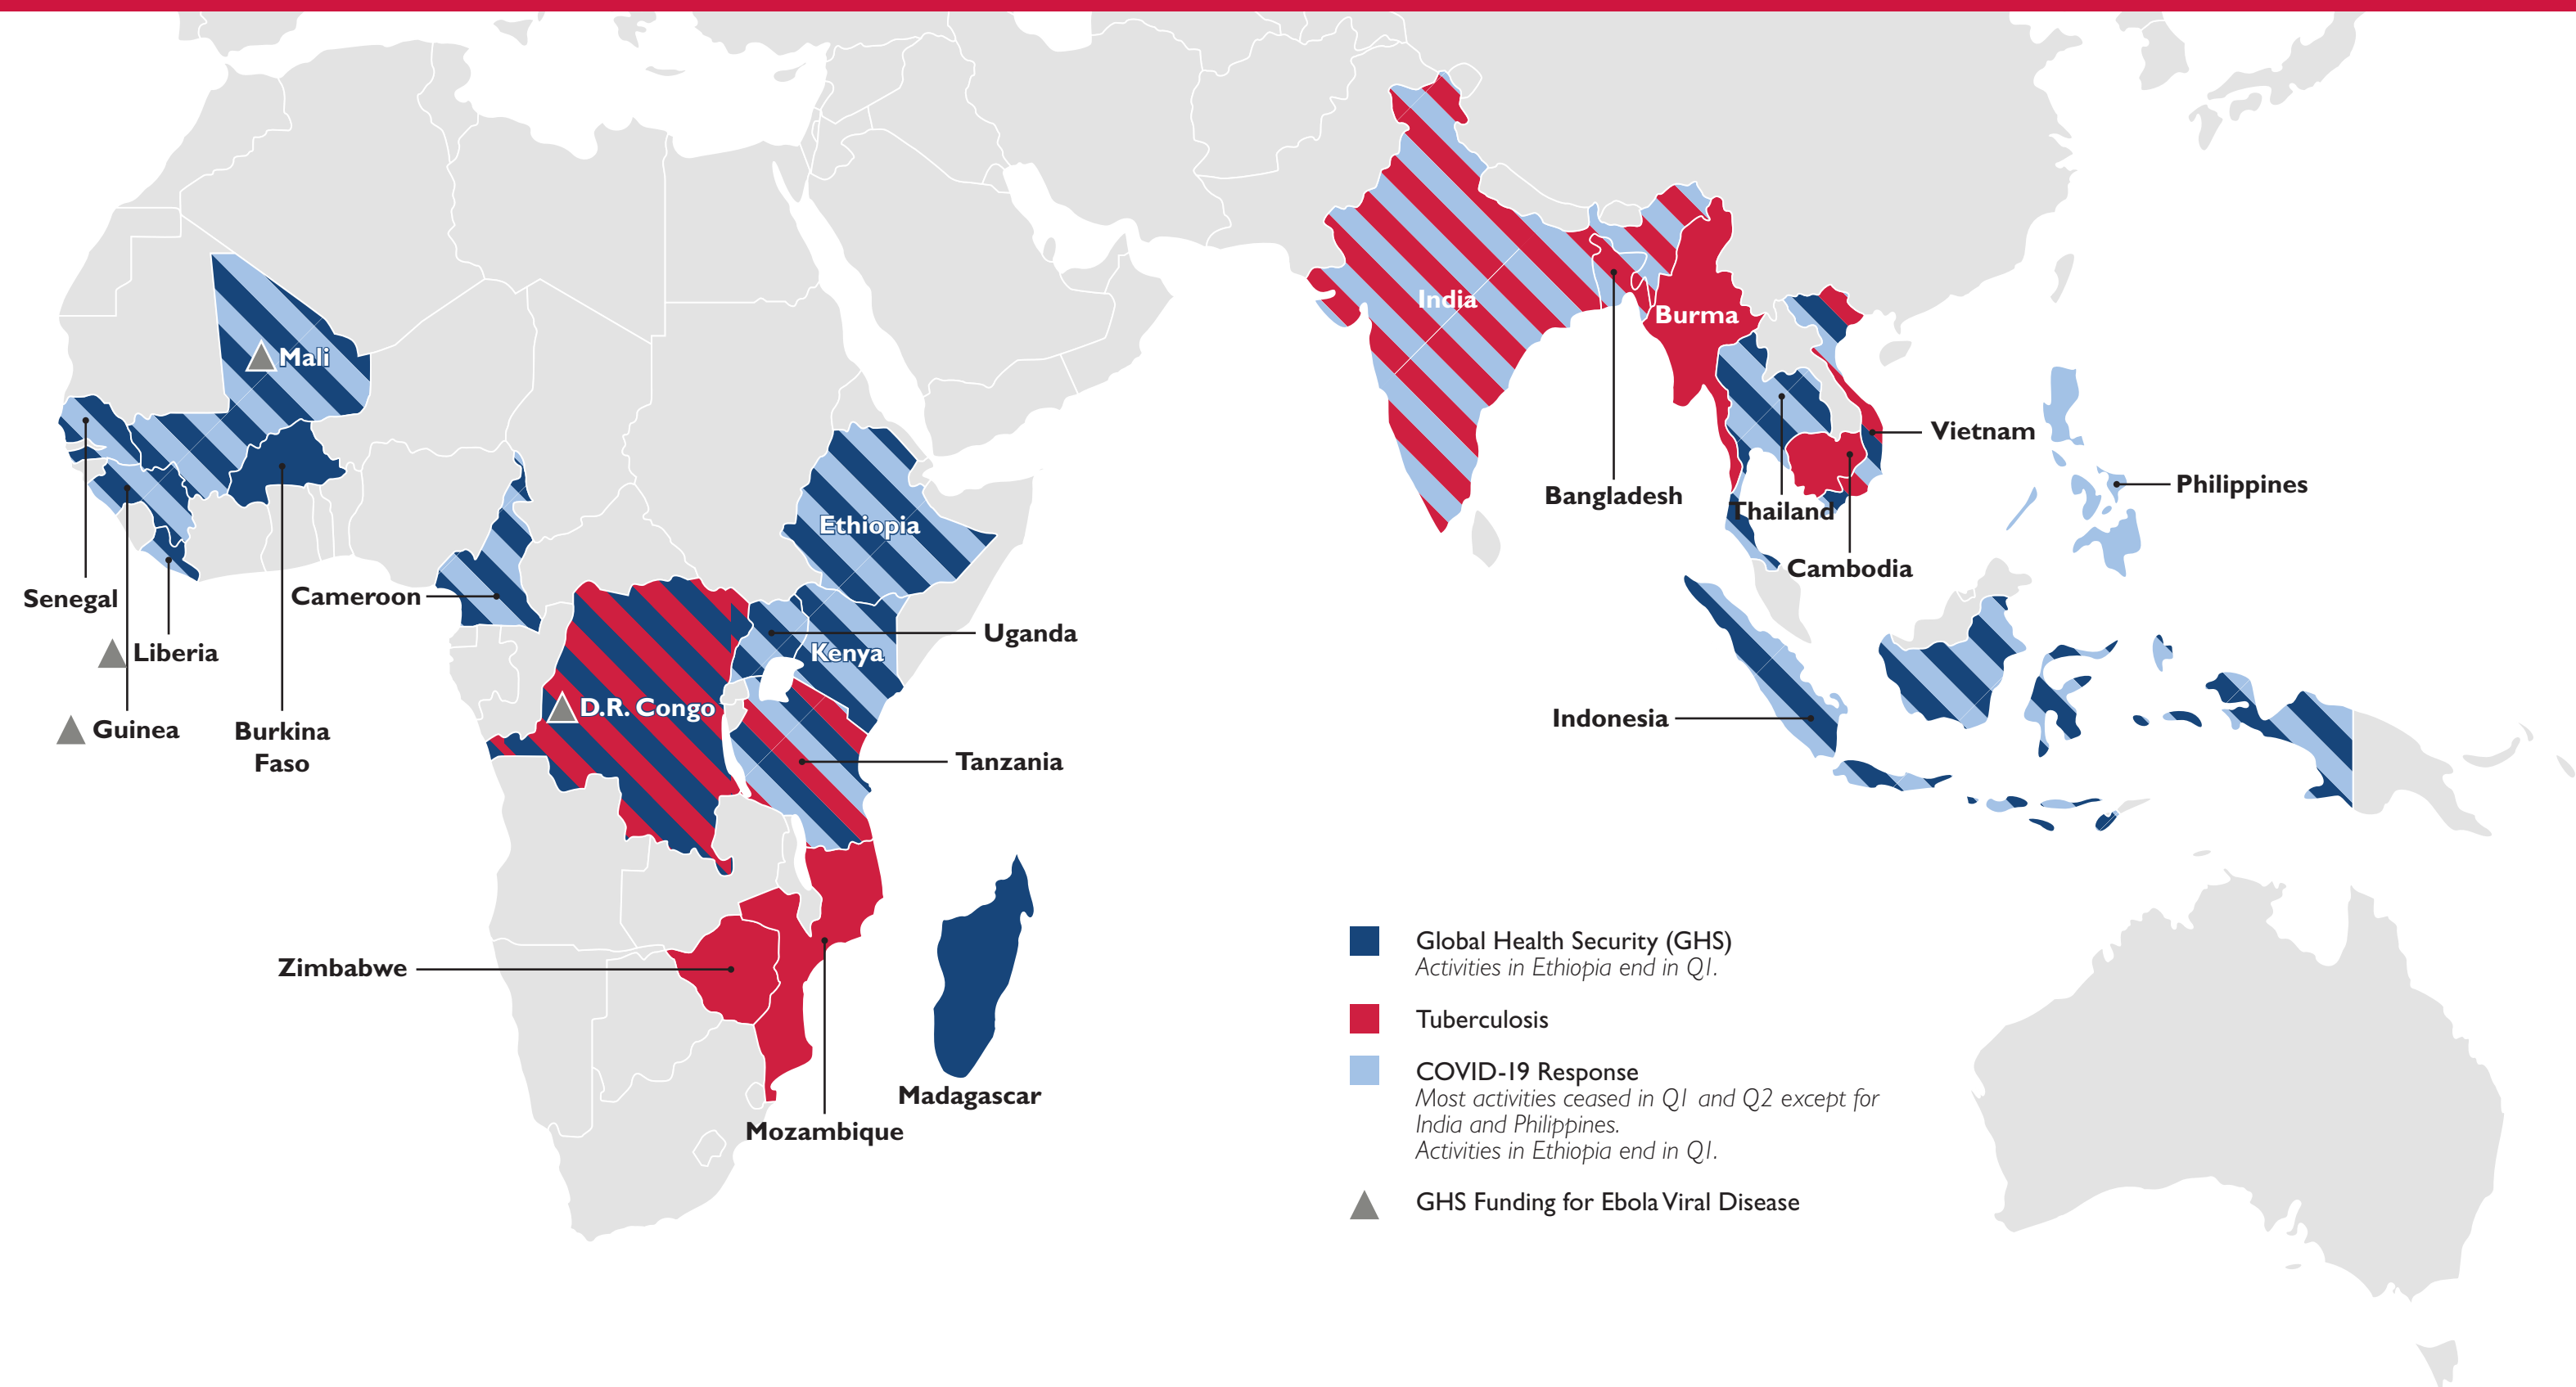 Mali
Senegal
Liberia
Guinea
Burkina
Faso
Cameroon
Ethiopia
Uganda
Kenya
D.R. Congo
Tanzania
Zimbabwe
Mozambique
Madagascar
India
Burma
Bangladesh
Thailand
Cambodia
Vietnam
Philippines
Indonesia
Global Health Security (GHS)
Activities in Ethiopia end in Q1.
Tuberculosis
COVID-19 Response
Most activities ceased in Q1 and Q2 except for
India and Philippines.
Activities in Ethiopia end in Q1.
GHS Funding for Ebola Viral Disease